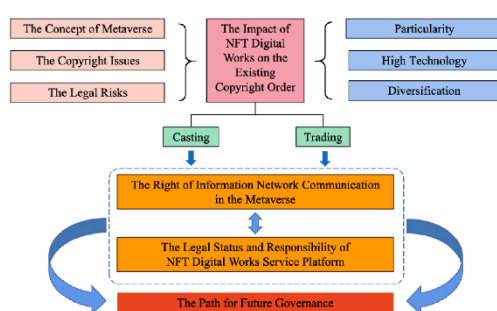 The Concept of Metaverse
The Copyright Issues
The Legal Risks
The Impact of
NFT Digital
Works on the
Existing
Copyright Order
Particularity
High Technology
Diversification
Casting
Trading
The Right of Information Network Communication
in the Metaverse
The Legal Status and Responsibility of
NFT Digital Works Service Platform
The Path for Future Governance